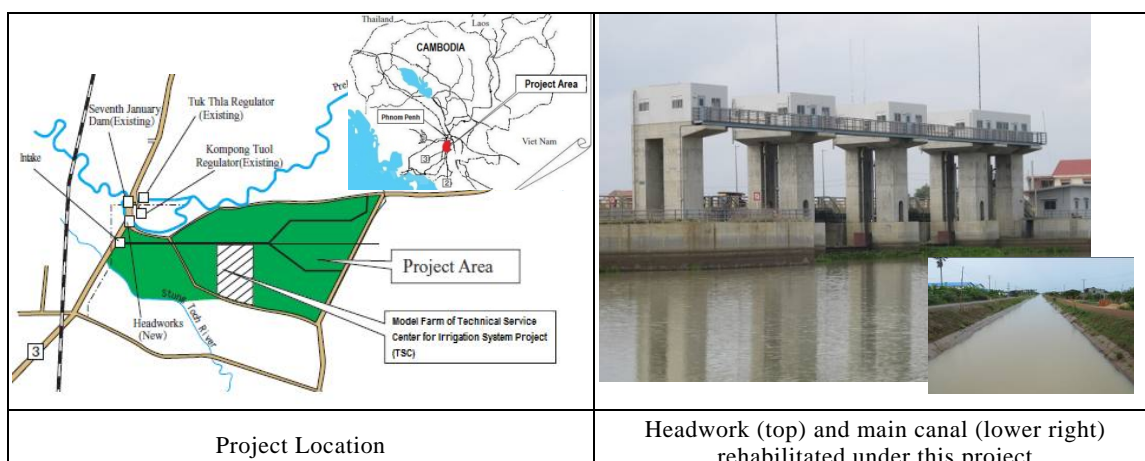 Thailand
Laos
CAMBODIA
Project Area
Phnom Penh
Viet Nam
3
2
Seventh January
Dam(Existing)
Tuk Thla Regulator
(Existing)
Kompong Tuol
Regulator(Existing)
Intake
Project Area
Model Farm of Technical Service
Center for Irrigation System Project
(TSC)
Stung Toch River
Headworks
(New)
3
Project Location
Headwork (top) and main canal (lower right)
rehabilitated under this project